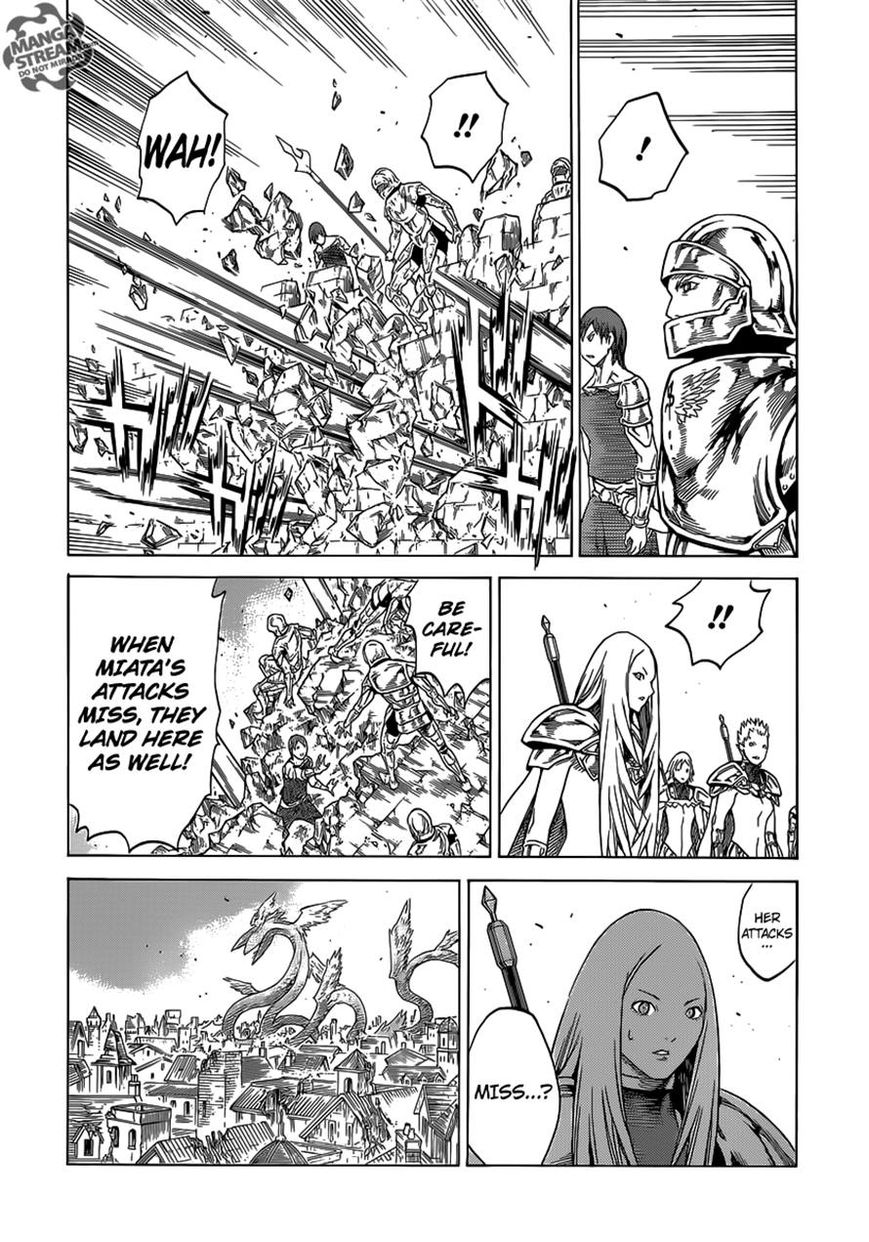 MANGA
STREAM.com
DO NOT MIRROR
!
!!
WAH!
!!
BE
CARE-
FUL!
WHEN
MIATA'S
ATTACKS
MISS, THEY
LAND HERE
AS WELL!
HER
ATTACKS
...
MISS...?